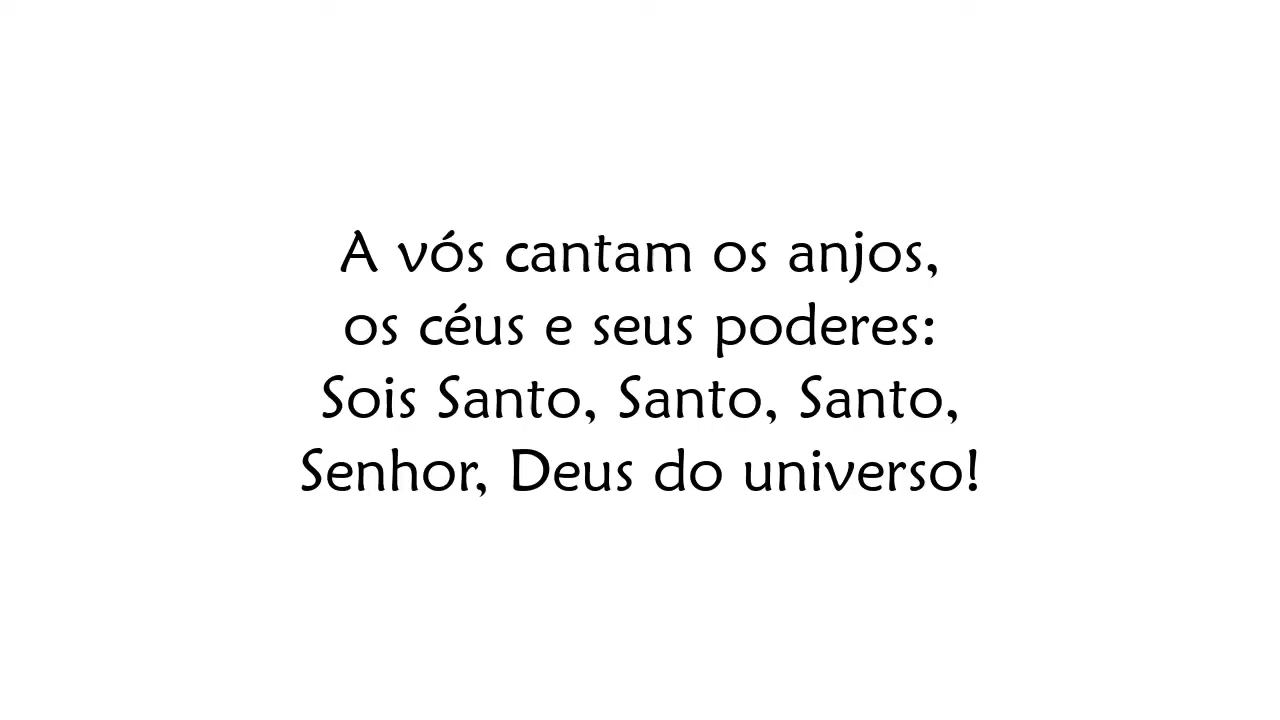 A vós cantam os anjos,
os céus e seus poderes:
Sois Santo, Santo, Santo,
Senhor, Deus do universo!